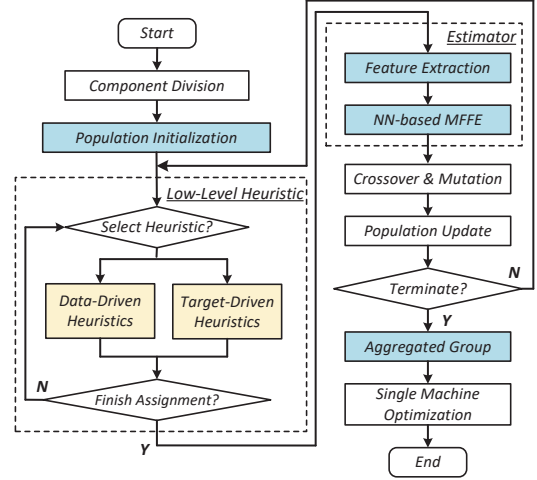 Start
Component Division
Population Initialization
Low-Level Heuristic
Select Heuristic?
Data-Driven
Heuristics
Target-Driven
Heuristics
N
Finish Assignment?
Y
Estimator
Feature Extraction
NN-based MFFE
Crossover & Mutation
Population Update
N
Terminate?
Y
Aggregated Group
Single Machine
Optimization
End